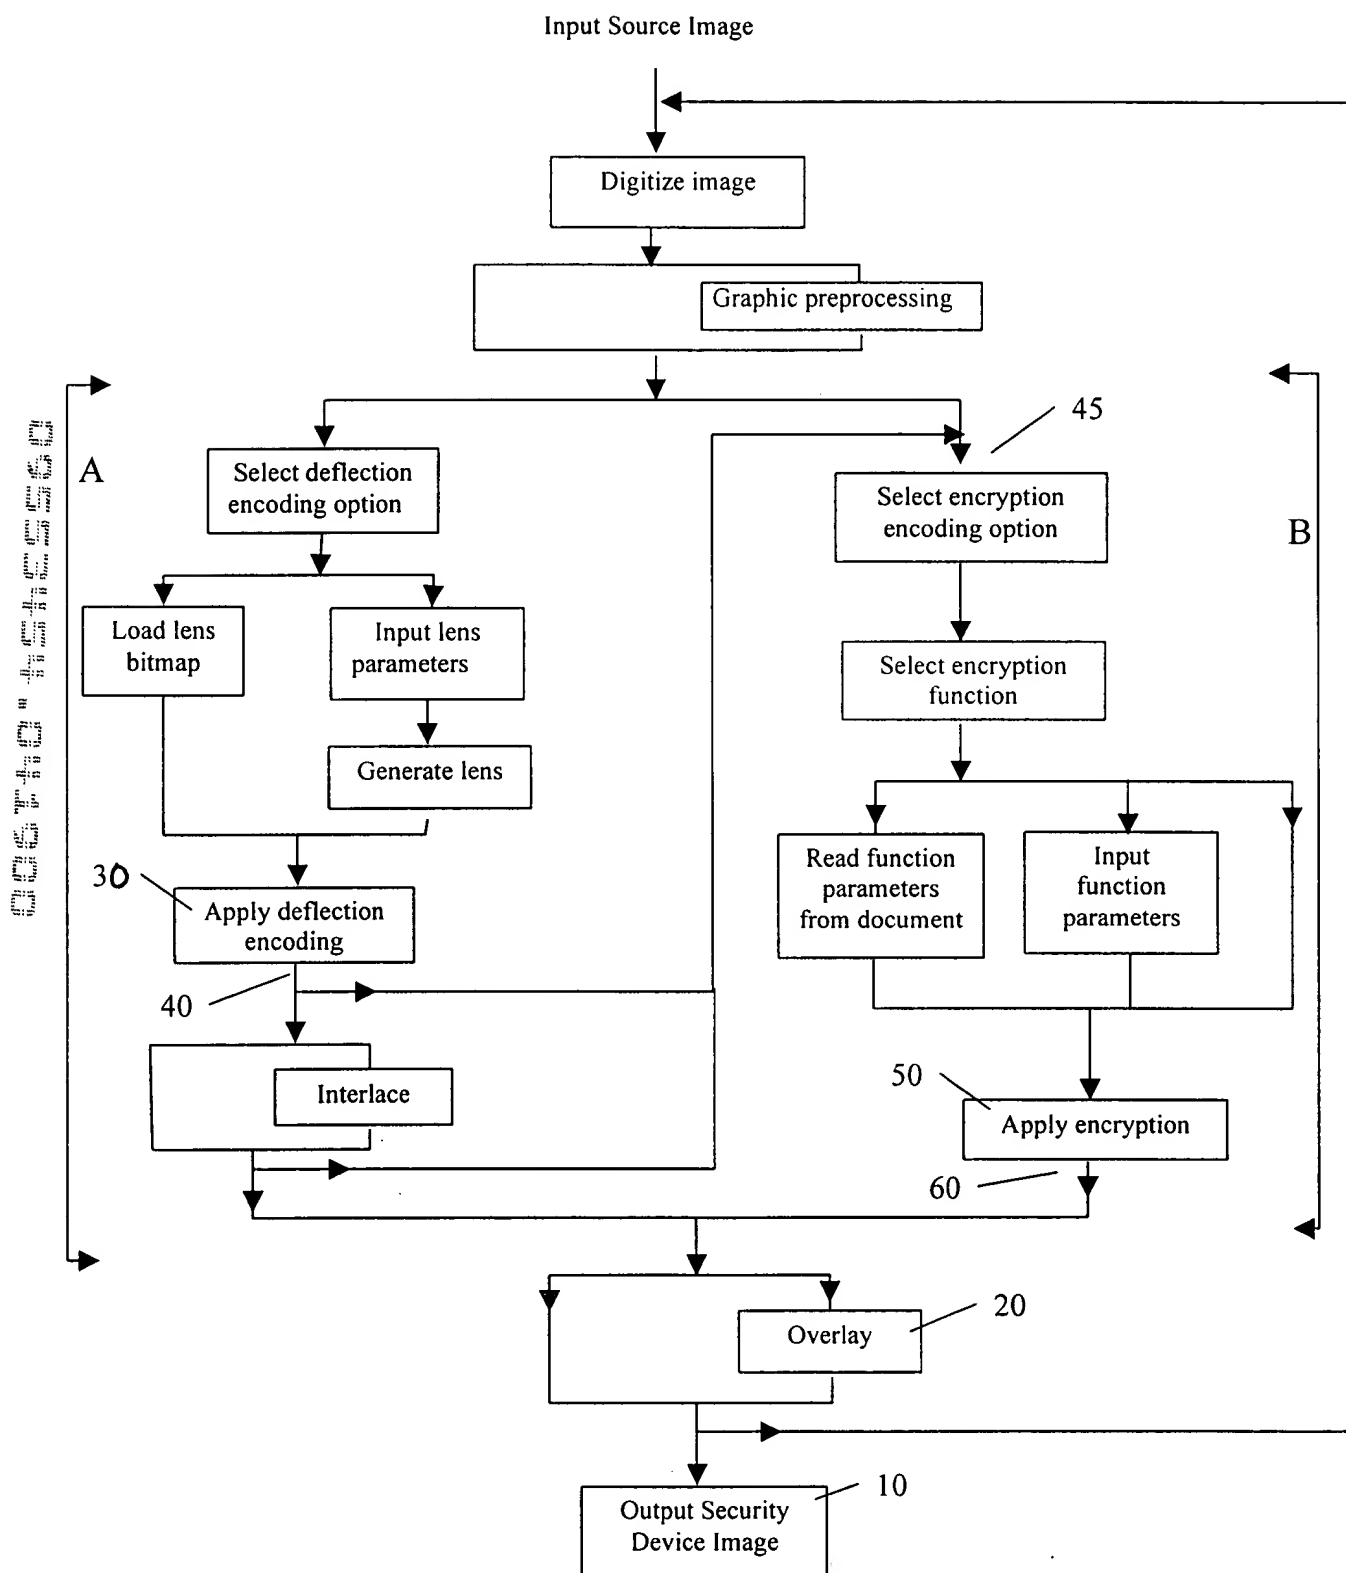 Input Source Image
Digitize image
Graphic preprocessing
45
A
Select deflection
encoding option
Select encryption
encoding option
B
Load lens
bitmap
Input lens
parameters
Select encryption
function
Generate lens
Read function
parameters
from document
Input
function
parameters
30
Apply deflection
encoding
40
Interlace
50
Apply encryption
60
20
Overlay
10
Output Security
Device Image